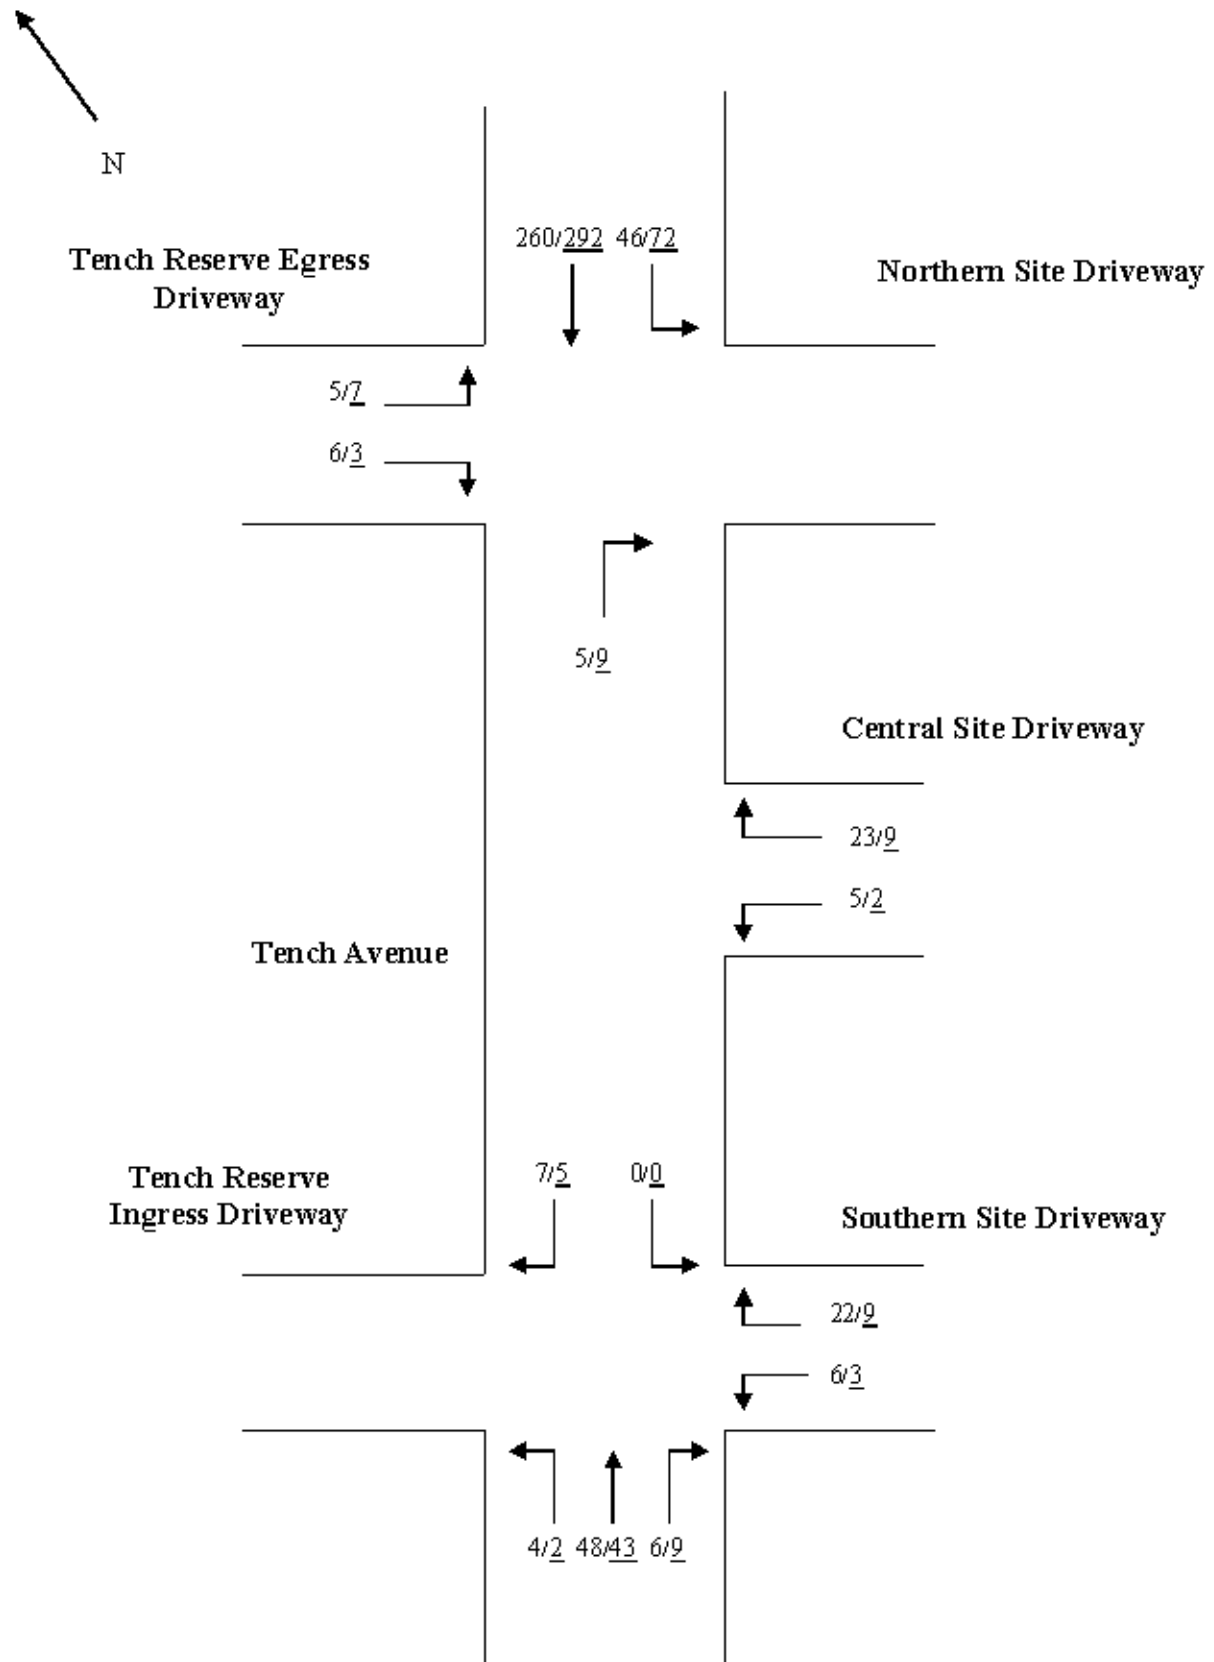 N
260/292 46/72
Tench Reserve Egress
Driveway
Northern Site Driveway
5/7
6/3
5/9
Central Site Driveway
23/9
5/2
Tench Avenue
7/5 0/0
Tench Reserve
Ingress Driveway
Southern Site Driveway
22/9
6/3
4/2 48/43 6/9